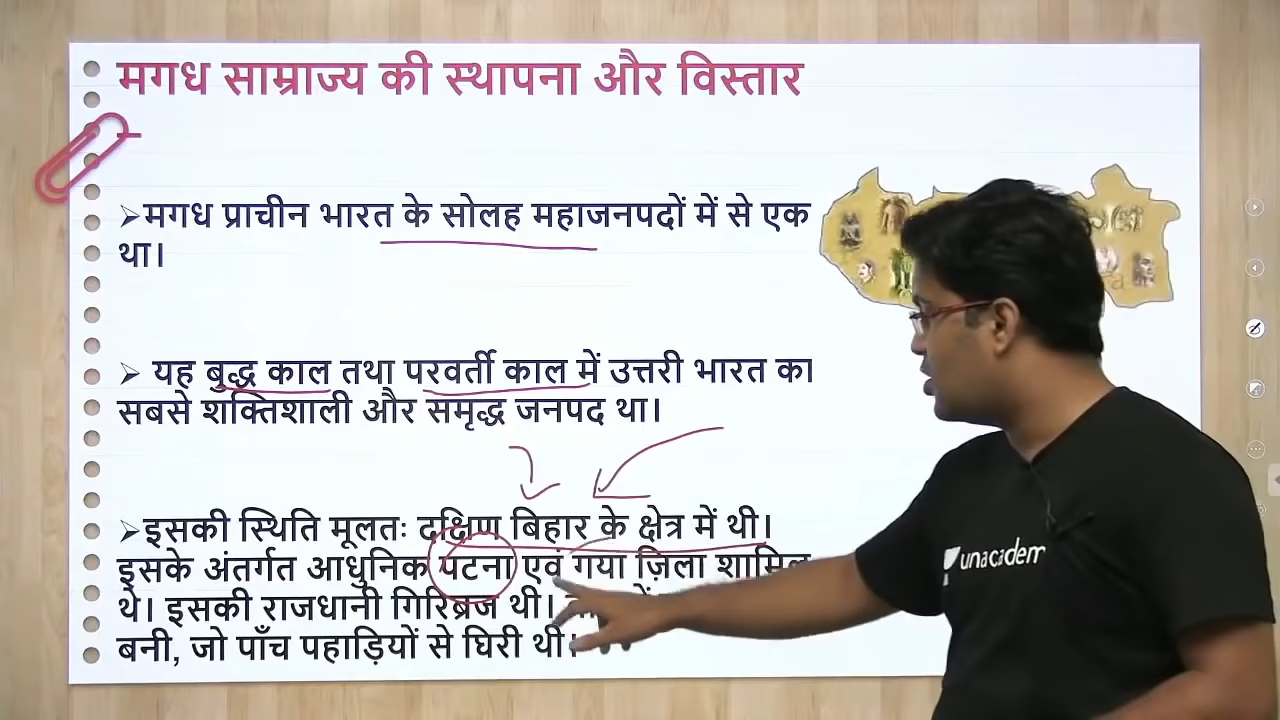 मगध साम्राज्य की स्थापना और विस्तार
–
➢मगध प्राचीन भारत के सोलह महाजनपदों में से एक
था।
➢ यह बुद्ध काल तथा परवर्ती काल में उत्तरी भारत का
सबसे शक्तिशाली और समृद्ध जनपद था।
➢इसकी स्थिति मूलतः दक्षिण बिहार के क्षेत्र में थी।
इसके अंतर्गत आधुनिक पटना एवं गया ज़िला शामिल
थे। इसकी राजधानी गिरिब्रज थी।
बनी, जो पाँच पहाड़ियों से घिरी थी।
unacadem